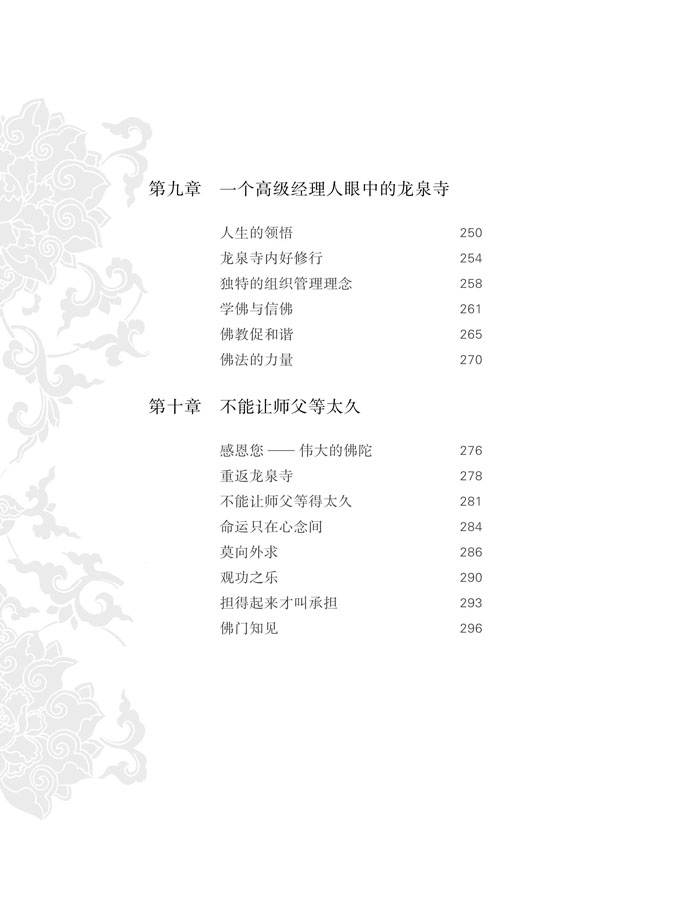 第九章 一个高级经理人眼中的龙泉寺
人生的领悟 250
龙泉寺内好修行 254
独特的组织管理理念 258
学佛与信佛 261
佛教促和谐 265
佛法的力量 270
第十章 不能让师父等太久
感恩您 —— 伟大的佛陀 276
重返龙泉寺 278
不能让师父等得太久 281
命运只在心念间 284
莫向外求 286
观功之乐 290
担得起来才叫承担 293
佛门知见 296